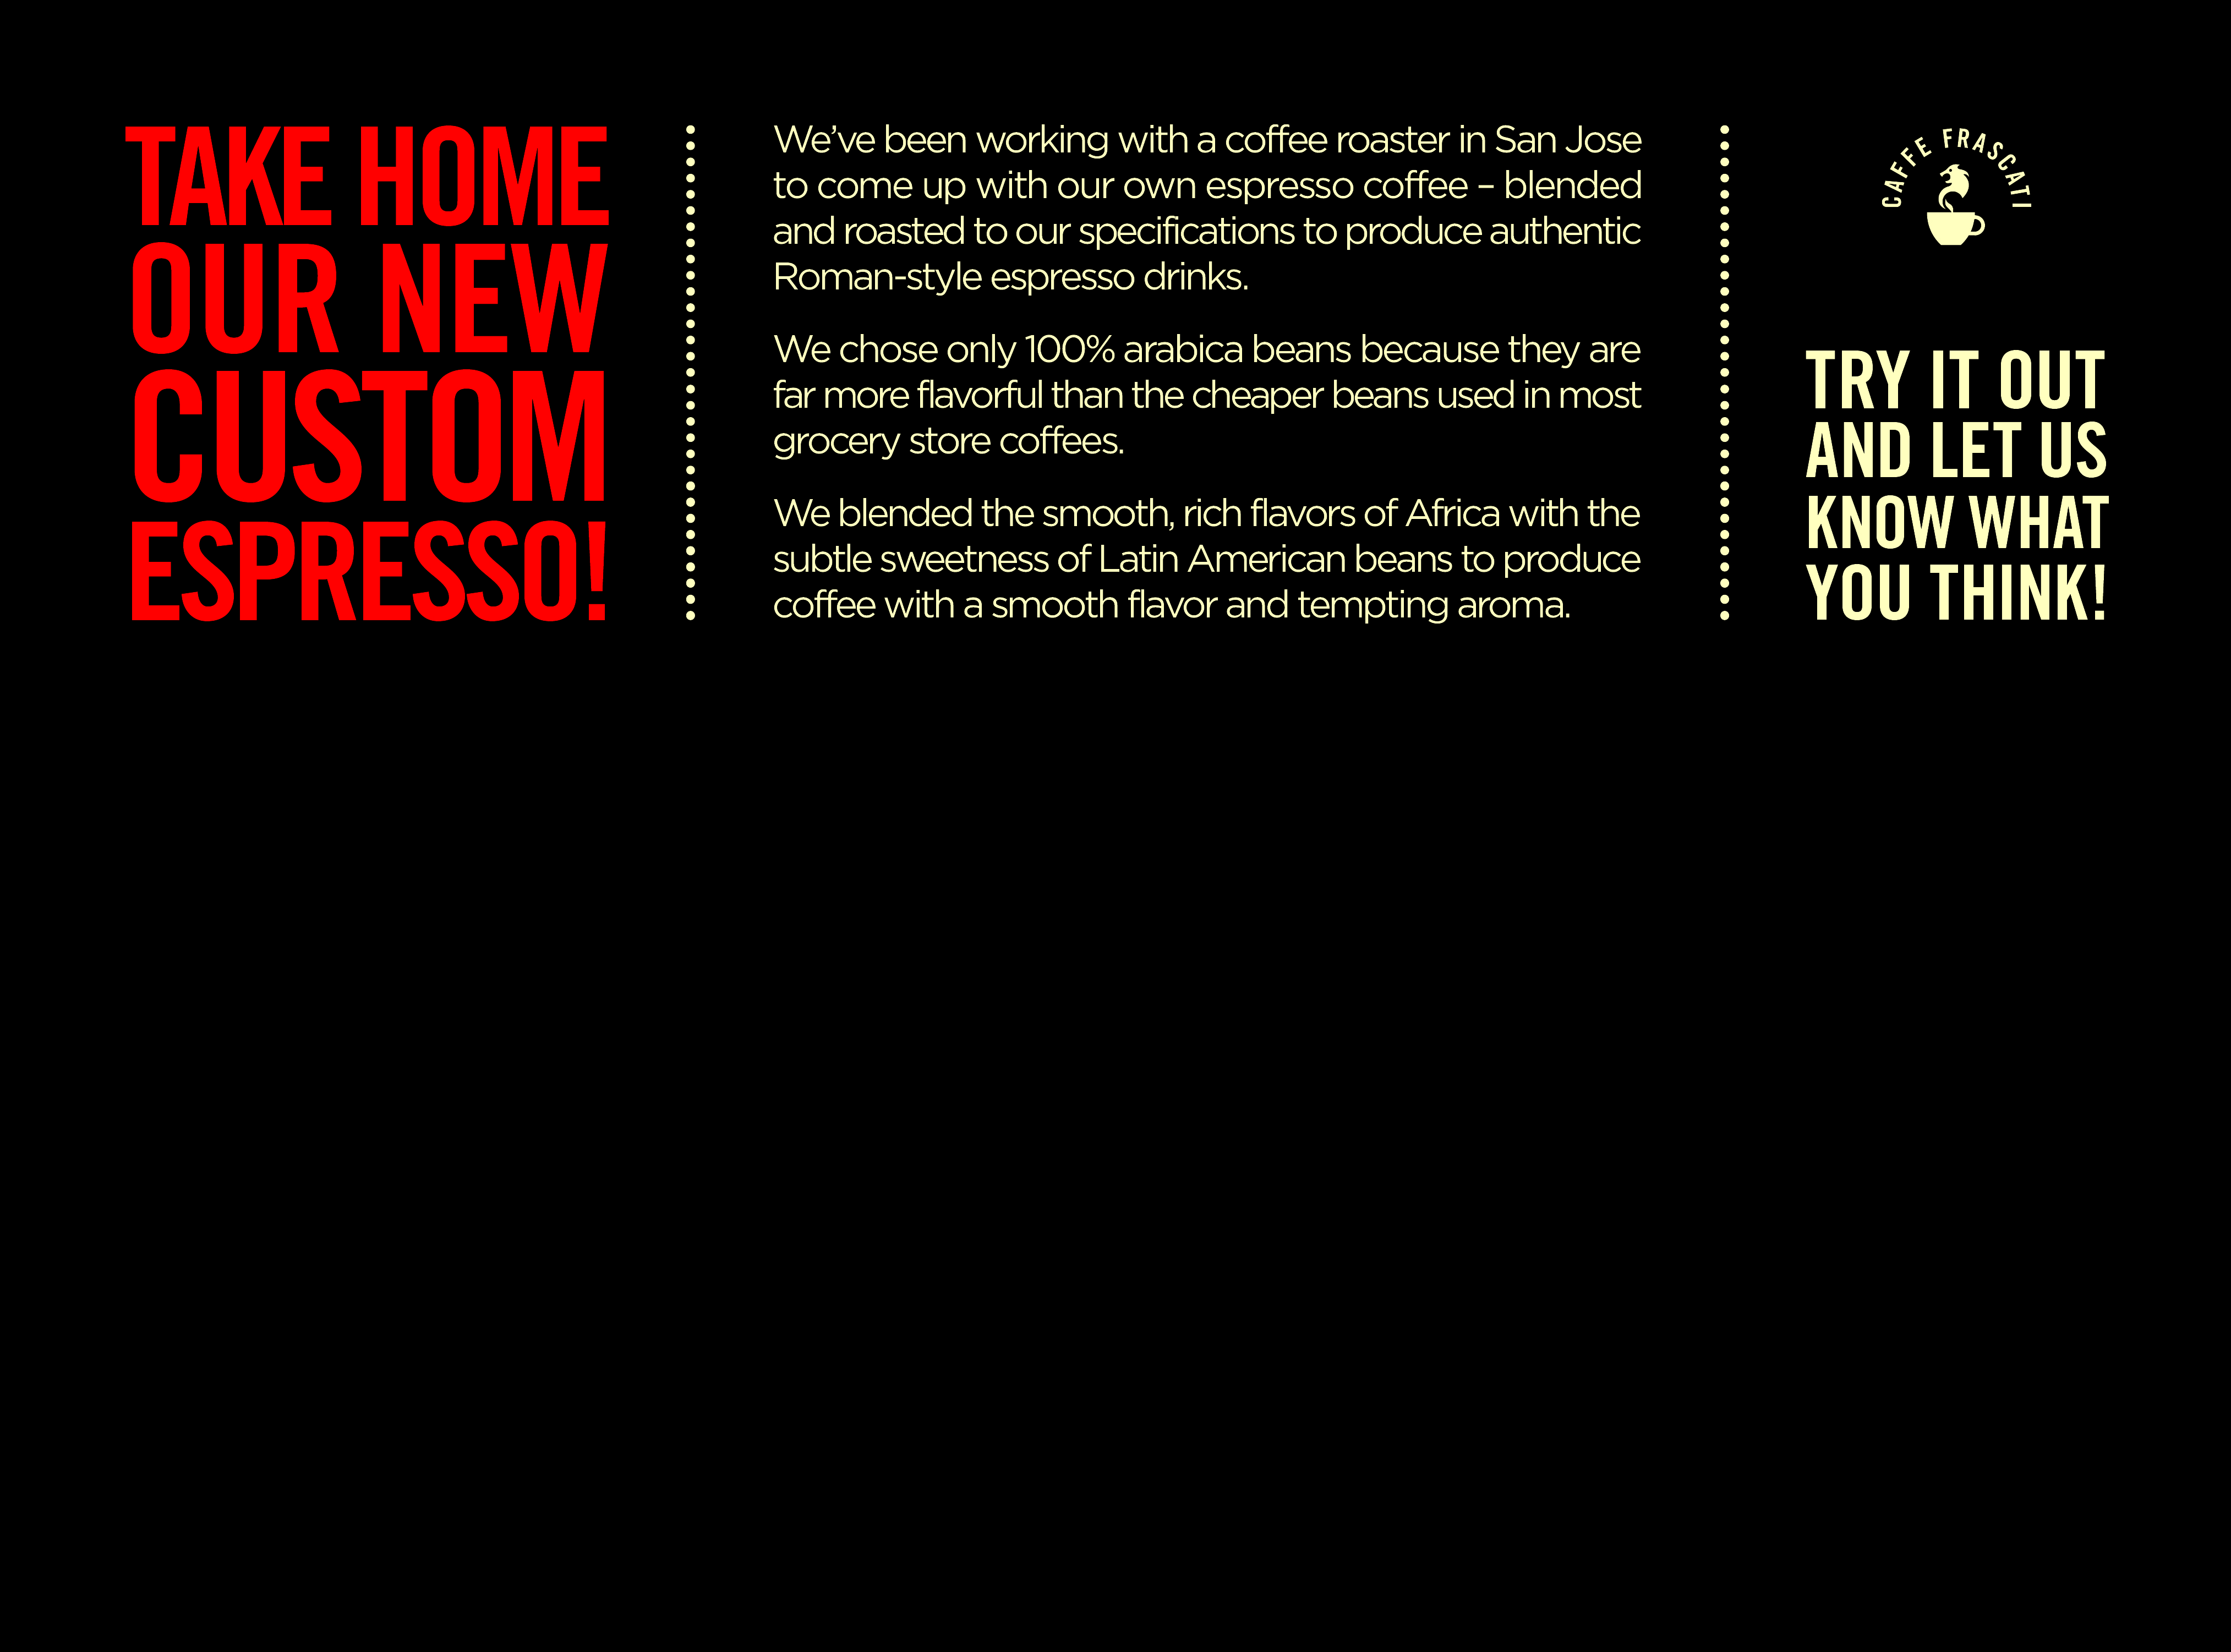 TAKE HOME
OUR NEW
CUSTOM
ESPRESSO!
We’ve been working with a coffee roaster in San Jose
to come up with our own espresso coffee – blended
and roasted to our specifications to produce authentic
Roman-style espresso drinks.
We chose only 100% arabica beans because they are
far more flavorful than the cheaper beans used in most
grocery store coffees.
We blended the smooth, rich flavors of Africa with the
subtle sweetness of Latin American beans to produce
coffee with a smooth flavor and tempting aroma.
CAFFE FRASCATI
TRY IT OUT
AND LET US
KNOW WHAT
YOU THINK!